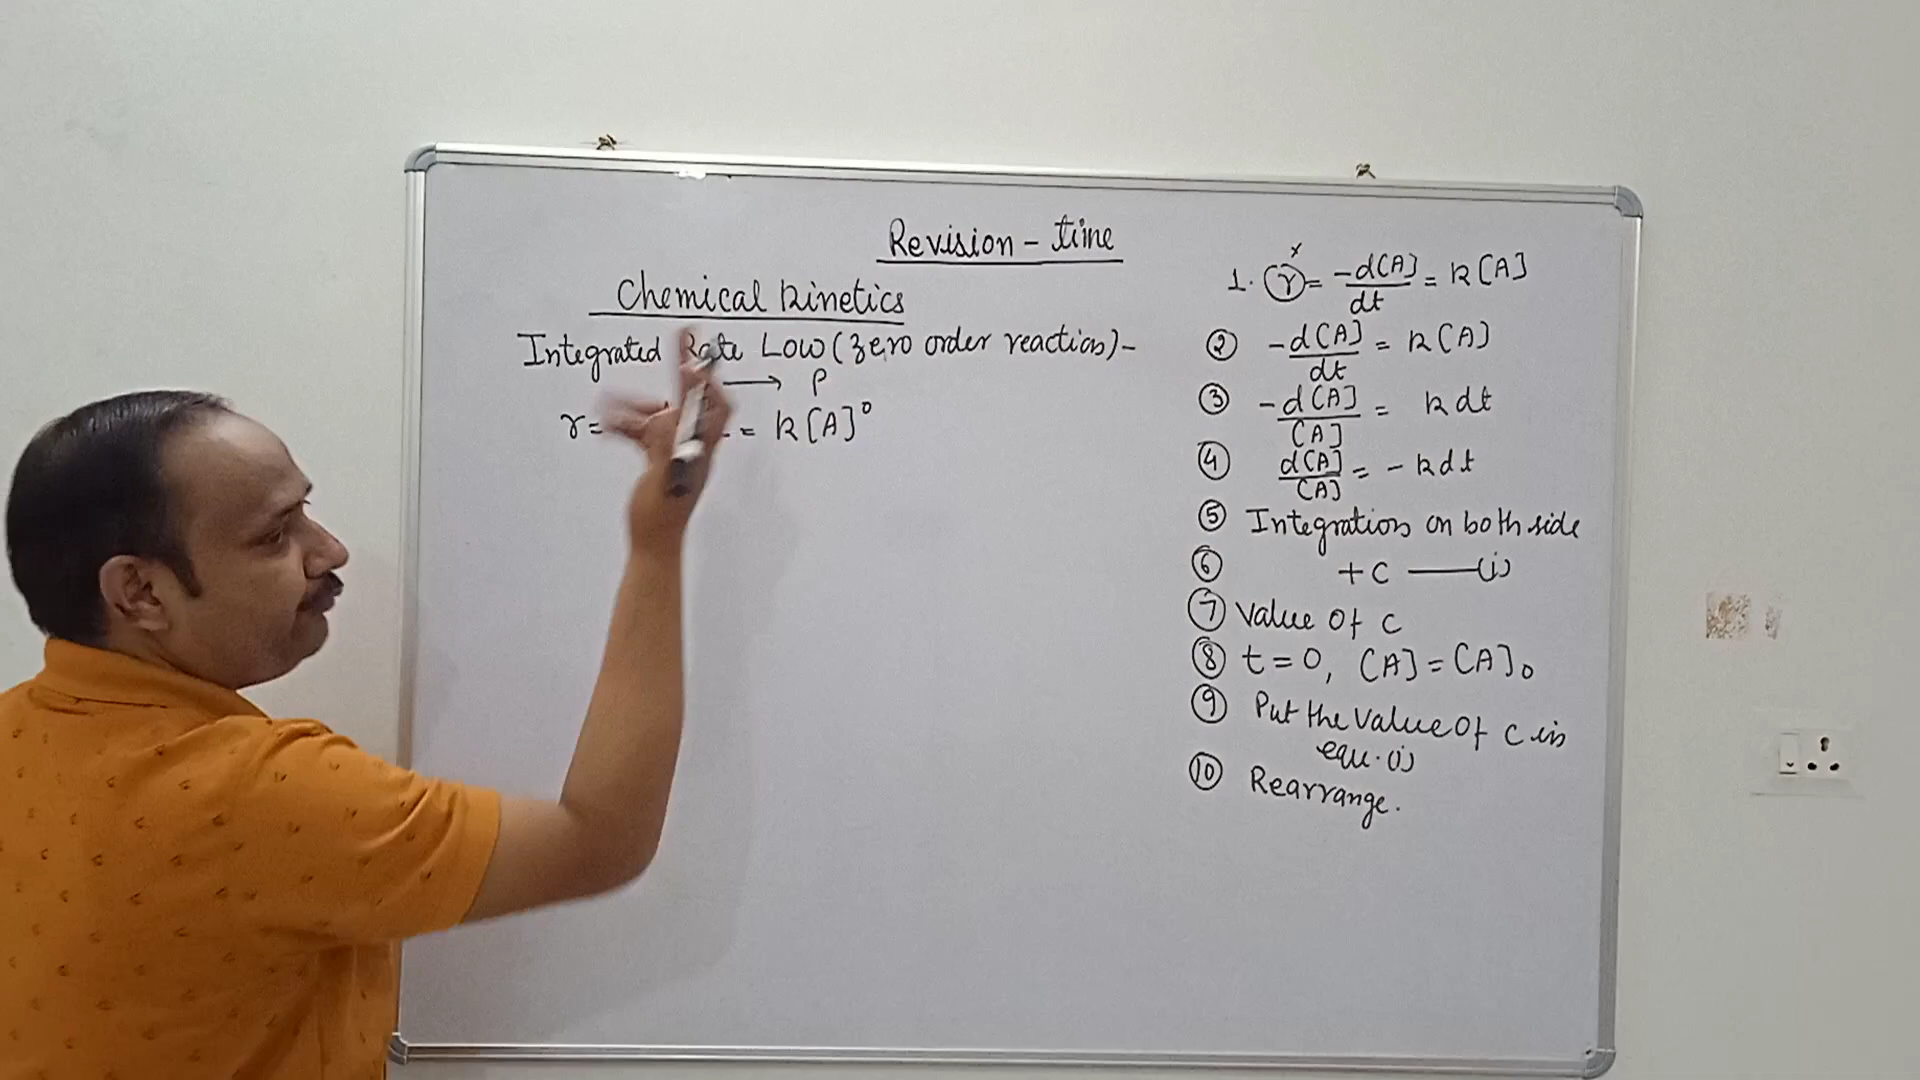 Revision - time
Chemical kinetics
Integrated Rate Low (zero order reaction) -
⟶ P
r= = k[A]⁰
1. r = -d[A]/dt = k[A]
② -d[A]/dt = k[A]
③ -d[A]/[A] = k dt
④ d[A]/[A] = - k dt
⑤ Integration on both side
⑥ + c —(i)
⑦ Value of c
⑧ t = 0, [A] = [A]₀
⑨ Put the value of c in
equ. (i)
⑩ Rearrange.